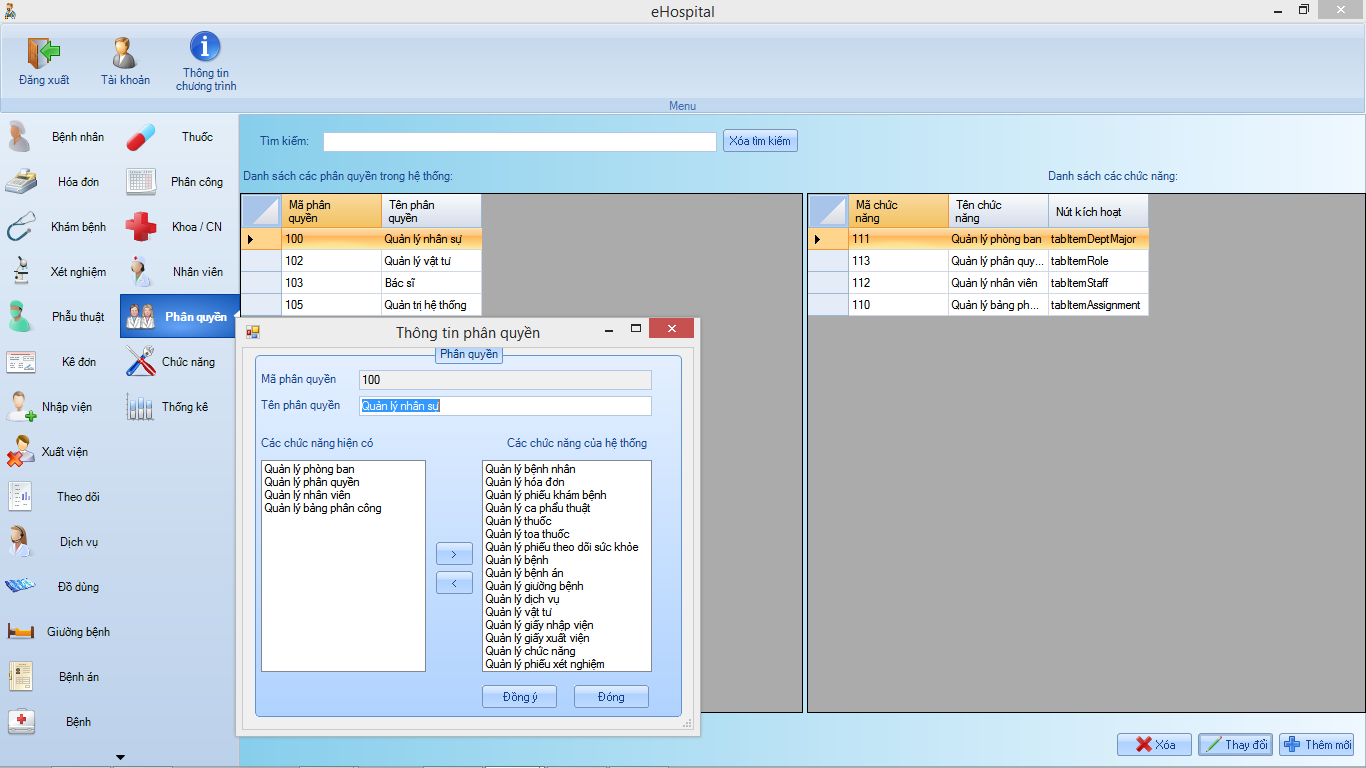 eHospital
Đăng xuất
Tài khoản
Thông tin
chương trình
Menu
Bệnh nhân
Thuốc
Hóa đơn
Phân công
Khám bệnh
Khoa / CN
Xét nghiệm
Nhân viên
Phẫu thuật
Phân quyền
Kê đơn
Chức năng
Nhập viện
Thống kê
Xuất viện
Theo dõi
Dịch vụ
Đồ dùng
Giường bệnh
Bệnh án
Bệnh
Tìm kiếm:
Xóa tìm kiếm
Danh sách các phân quyền trong hệ thống:
Mã phân
quyền
Tên phân
quyền
100 Quản lý nhân sự
102 Quản lý vật tư
103 Bác sĩ
105 Quản trị hệ thống
Danh sách các chức năng:
Mã chức
năng
Tên chức
năng
Nút kích hoạt
111 Quản lý phòng ban tabItemDeptMajor
113 Quản lý phân quy... tabItemRole
112 Quản lý nhân viên tabItemStaff
110 Quản lý bảng ph... tabItemAssignment
Thông tin phân quyền
Phân quyền
Mã phân quyền 100
Tên phân quyền Quản lý nhân sự
Các chức năng hiện có
Quản lý phòng ban
Quản lý phân quyền
Quản lý nhân viên
Quản lý bảng phân công
>
<
Các chức năng của hệ thống
Quản lý bệnh nhân
Quản lý hóa đơn
Quản lý phiếu khám bệnh
Quản lý ca phẩu thuật
Quản lý thuốc
Quản lý toa thuốc
Quản lý phiếu theo dõi sức khỏe
Quản lý bệnh
Quản lý bệnh án
Quản lý giường bệnh
Quản lý dịch vụ
Quản lý vật tư
Quản lý giấy nhập viện
Quản lý giấy xuất viện
Quản lý chức năng
Quản lý phiếu xét nghiệm
Đồng ý
Đóng
Xóa
Thay đổi
Thêm mới